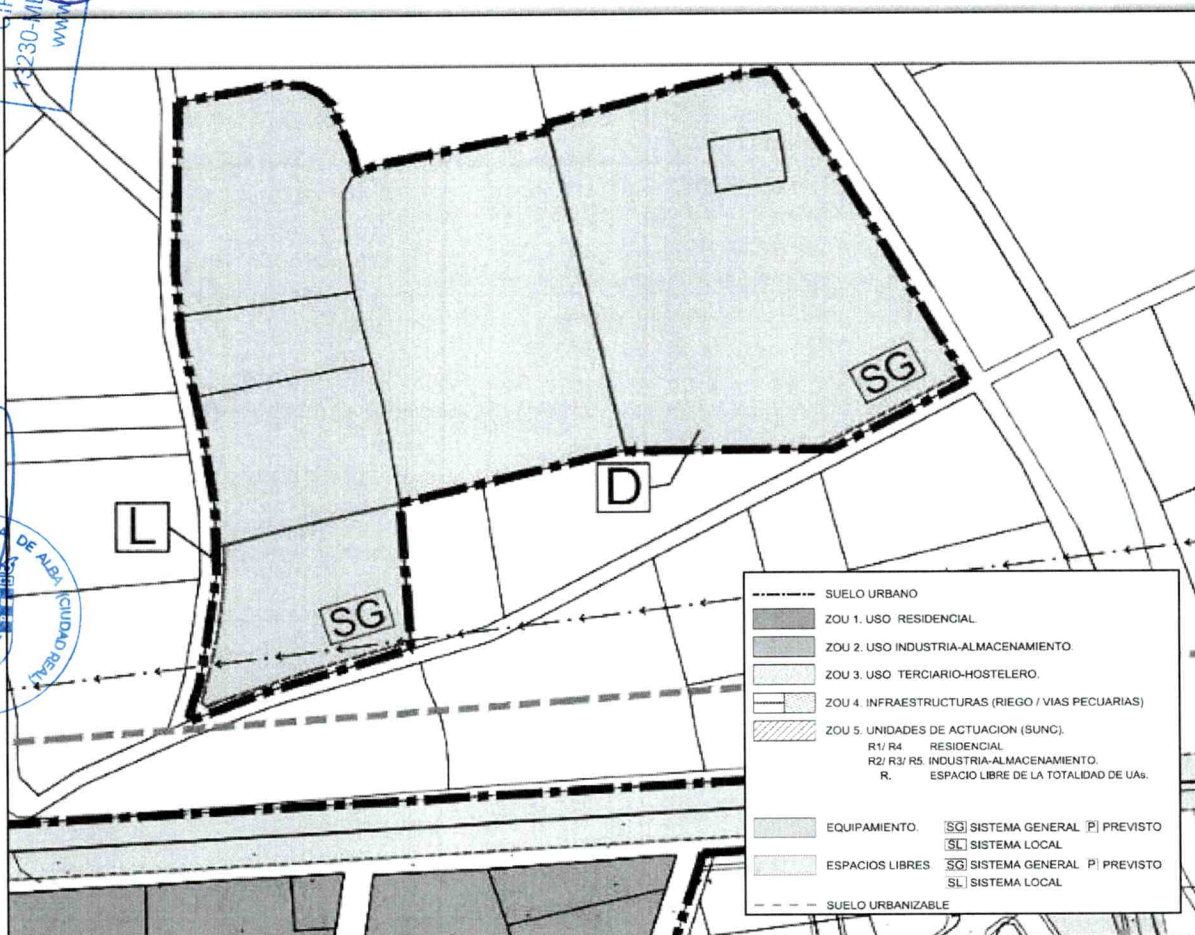 13230-M
www
DE ALBA (CIUDAD REAL)
L
SG
D
SG
SUELO URBANO
ZOU 1. USO RESIDENCIAL.
ZOU 2. USO INDUSTRIA-ALMACENAMIENTO.
ZOU 3. USO TERCIARIO-HOSTELERO.
ZOU 4. INFRAESTRUCTURAS (RIEGO / VIAS PECUARIAS)
ZOU 5. UNIDADES DE ACTUACION (SUNC).
R1/ R4 RESIDENCIAL
R2/ R3/ R5. INDUSTRIA-ALMACENAMIENTO.
R. ESPACIO LIBRE DE LA TOTALIDAD DE UAs.
EQUIPAMIENTO. SG SISTEMA GENERAL P PREVISTO
SL SISTEMA LOCAL
ESPACIOS LIBRES. SG SISTEMA GENERAL P PREVISTO
SL SISTEMA LOCAL
SUELO URBANIZABLE